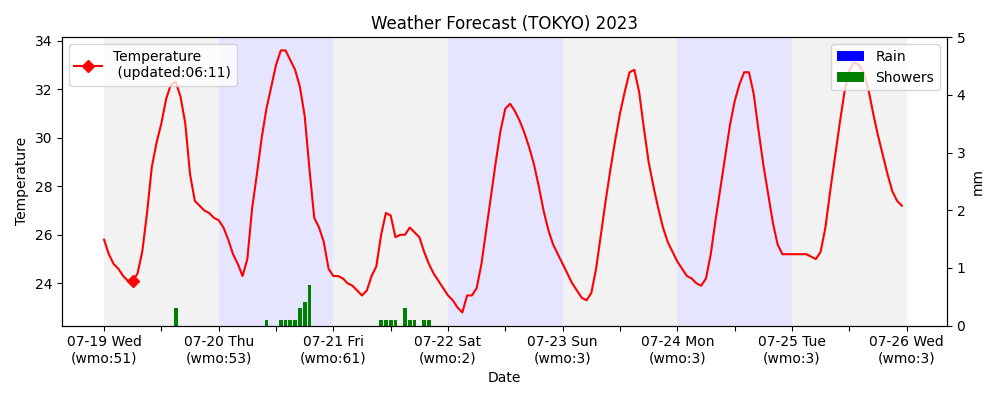 Weather Forecast (TOKYO) 2023
Temperature
(updated:06:11)
Rain
Showers
Temperature
34
32
30
28
26
24
5
4
3
2
1
0
mm
07-19 Wed
(wmo:51)
07-20 Thu
(wmo:53)
07-21 Fri
(wmo:61)
07-22 Sat
(wmo:2)
07-23 Sun
(wmo:3)
07-24 Mon
(wmo:3)
07-25 Tue
(wmo:3)
07-26 Wed
(wmo:3)
Date